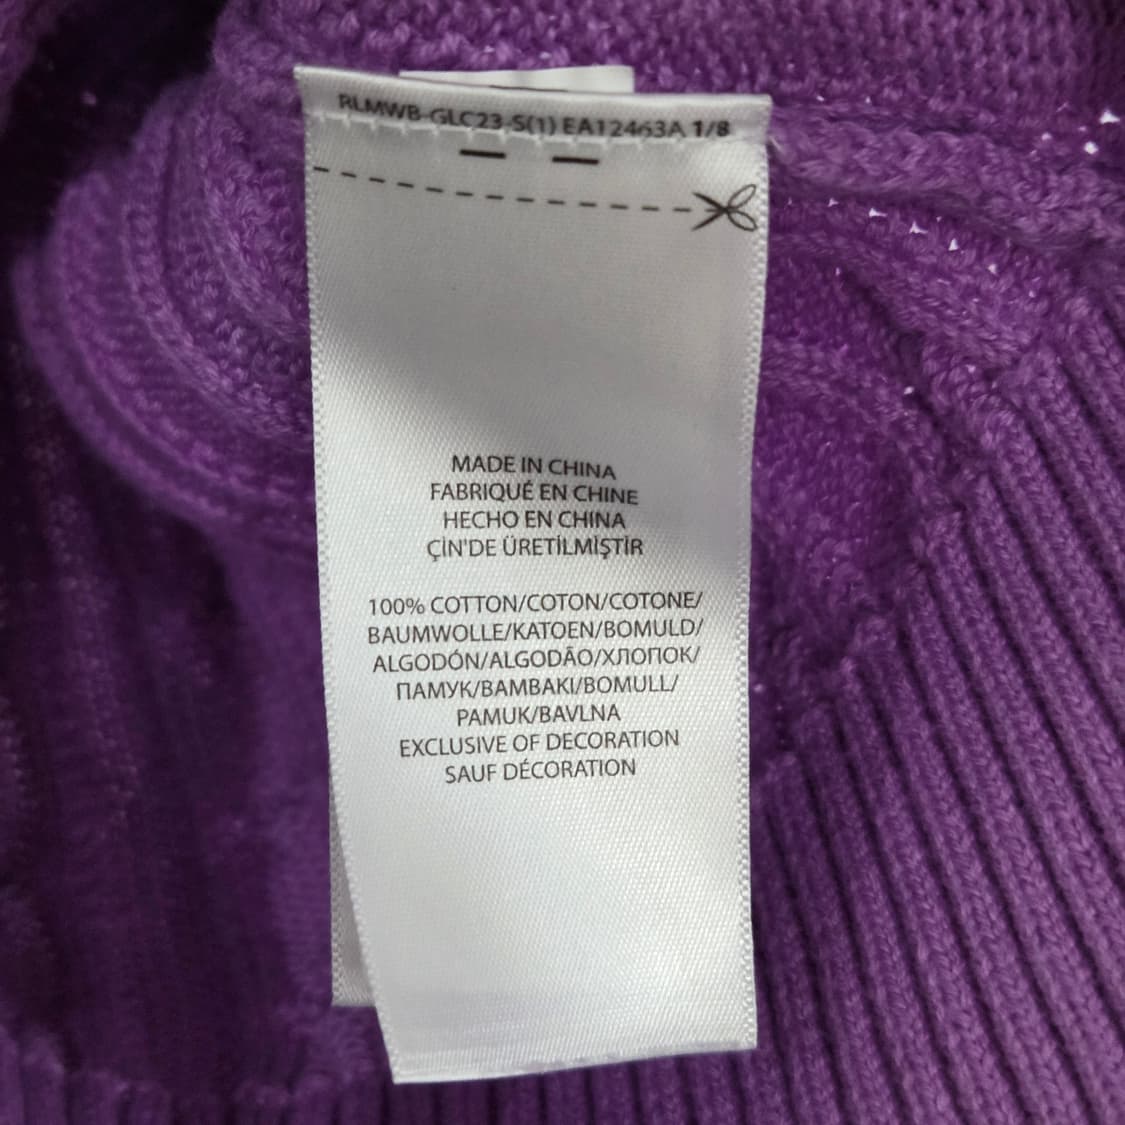 RLMWB-GLC23-S(1) EA12463A 1/8
MADE IN CHINA
FABRIQUÉ EN CHINE
HECHO EN CHINA
ÇİN'DE ÜRETİLMİŞTİR
100% COTTON/COTON/COTONE/
BAUMWOLLE/KATOEN/BOMULD/
ALGODÓN/ALGODÃO/ХЛОПОК/
ПАМУК/BAMBAKI/BOMULL/
PAMUK/BAVLNA
EXCLUSIVE OF DECORATION
SAUF DÉCORATION